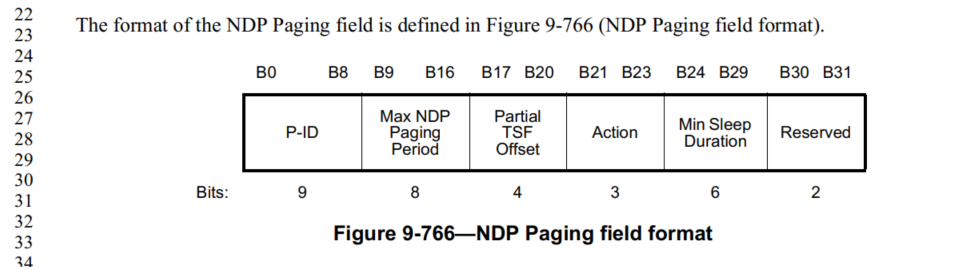 22
23
24
25
26
27
28
29
30
31
32
33
34
The format of the NDP Paging field is defined in Figure 9-766 (NDP Paging field format).
B0 B8 B9 B16 B17 B20 B21 B23 B24 B29 B30 B31
P-ID
Max NDP
Paging
Period
Partial
TSF
Offset
Action
Min Sleep
Duration
Reserved
Bits: 9 8 4 3 6 2
Figure 9-766—NDP Paging field format